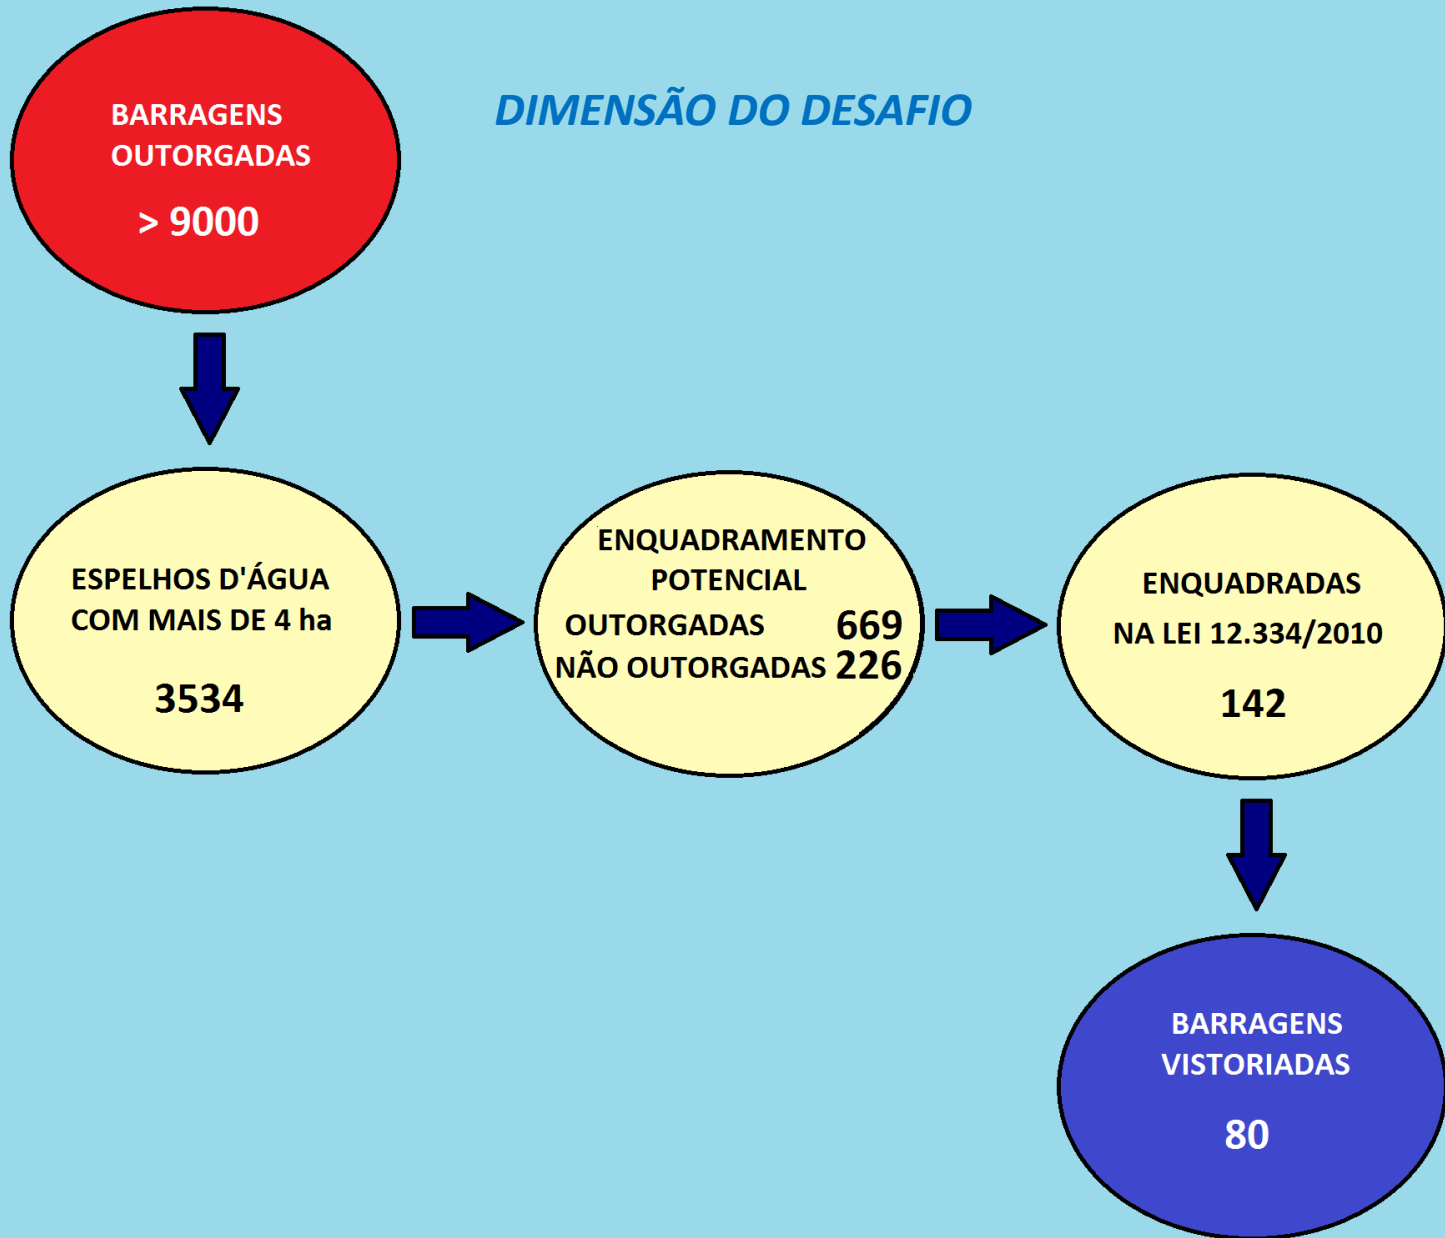 DIMENSÃO DO DESAFIO
BARRAGENS
OUTORGADAS
> 9000
ESPELHOS D'ÁGUA
COM MAIS DE 4 ha
3534
ENQUADRAMENTO
POTENCIAL
OUTORGADAS 669
NÃO OUTORGADAS 226
ENQUADRADAS
NA LEI 12.334/2010
142
BARRAGENS
VISTORIADAS
80